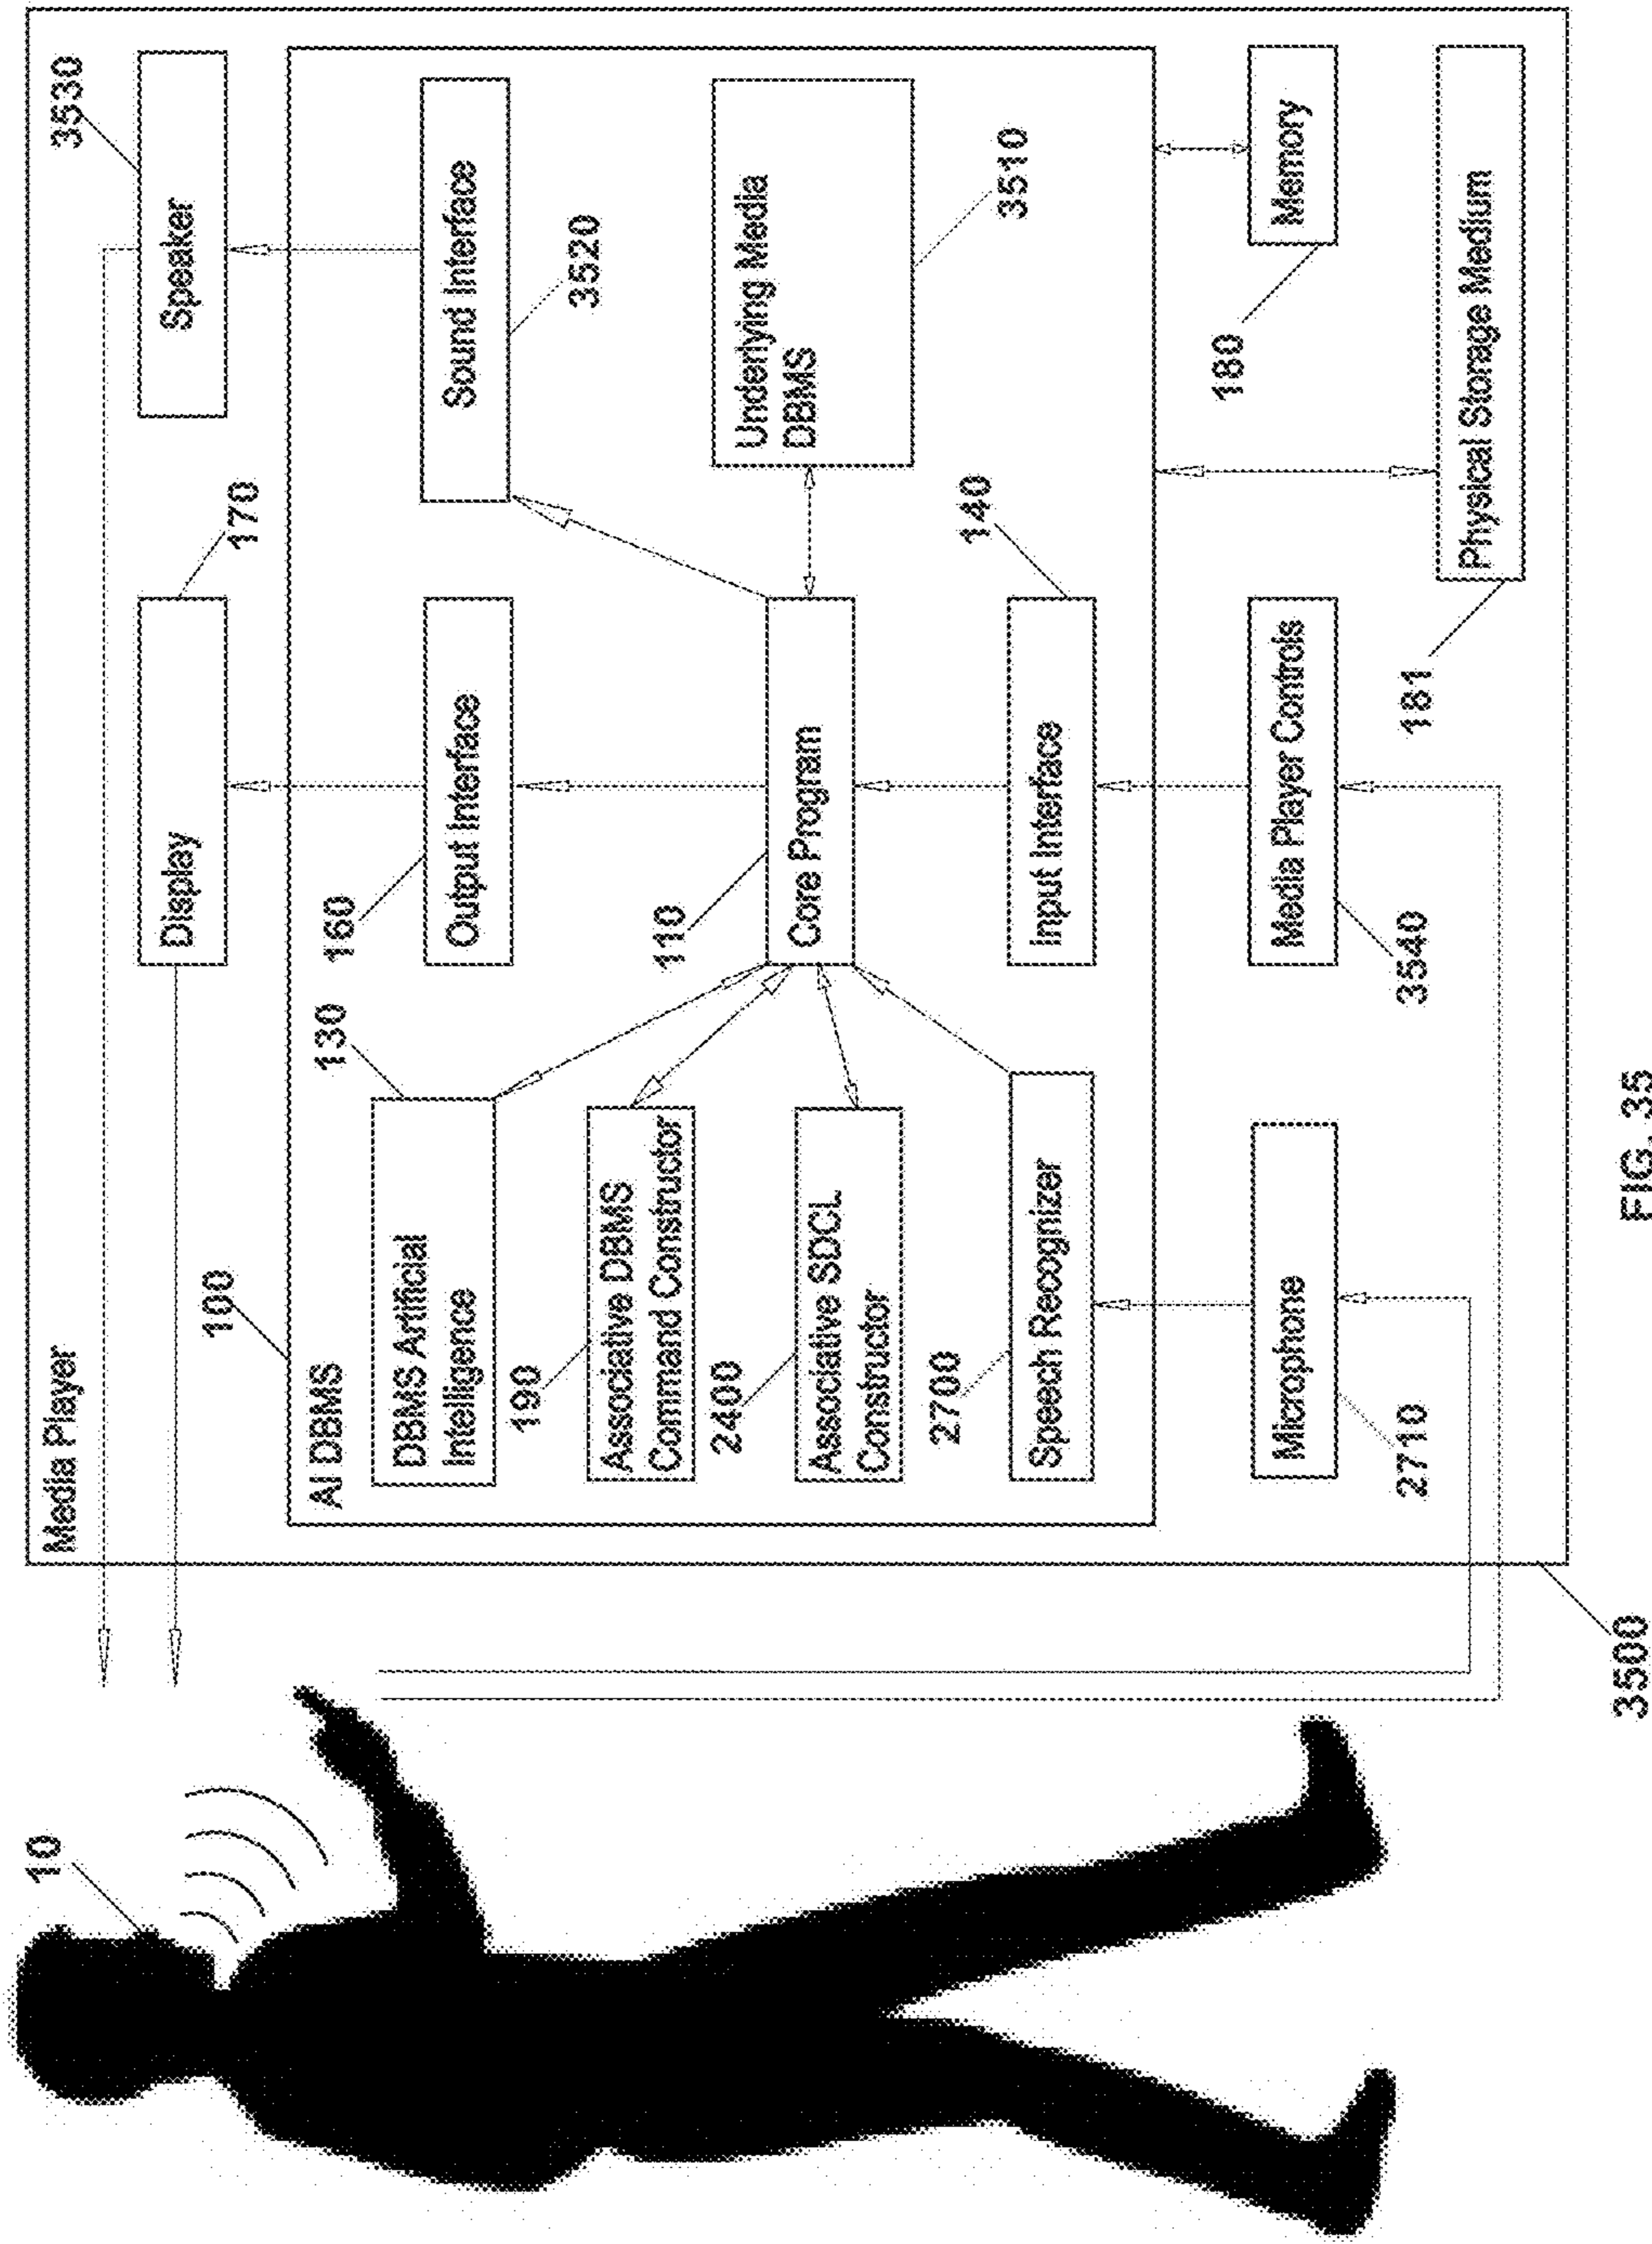 Media Player
3530
Speaker
170
Display
10
100
AI DBMS
130
DBMS Artificial
Intelligence
160
Output Interface
Sound Interface
3520
190
Associative DBMS
Command Constructor
110
Core Program
Underlying Media
DBMS
3510
2400
Associative SDCL
Constructor
140
Input Interface
2700
Speech Recognizer
Microphone
2710
Media Player Controls
3540
180
Memory
181
Physical Storage Medium
3500
FIG. 35